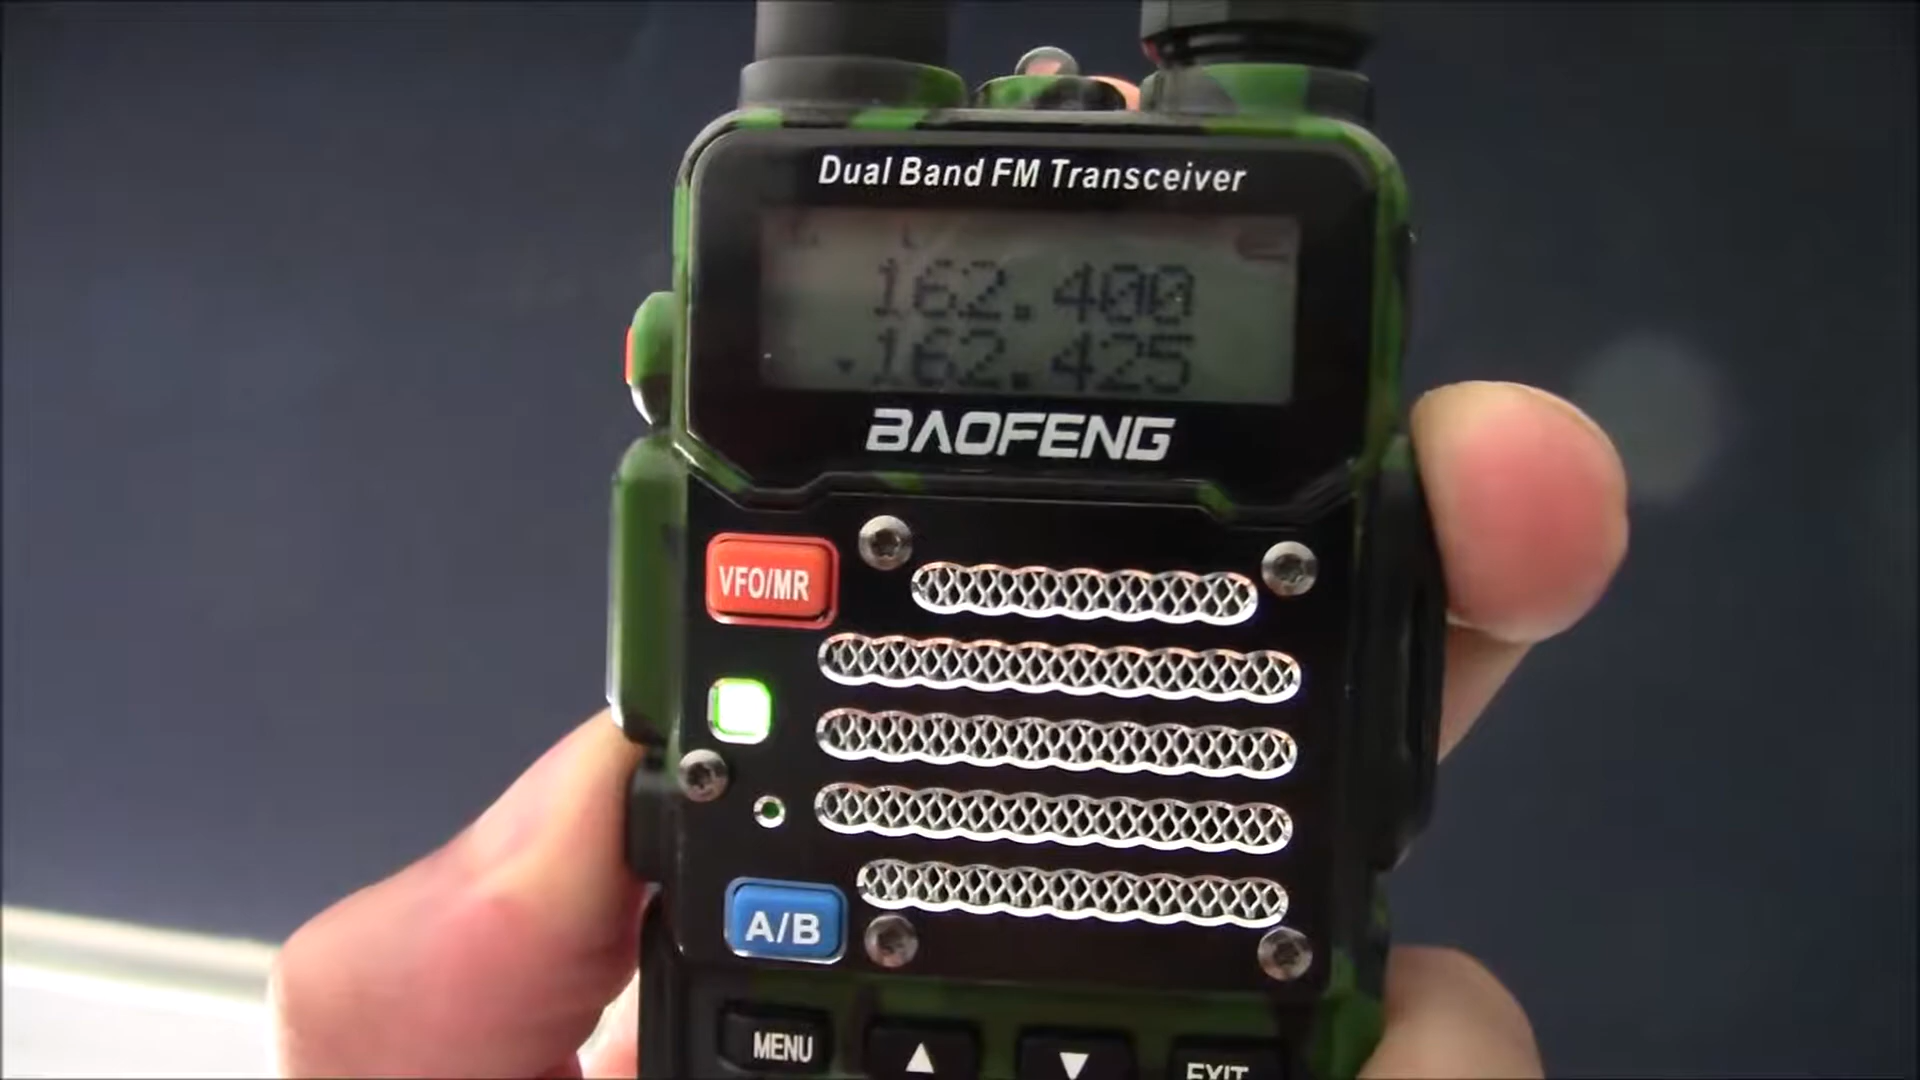 Dual Band FM Transceiver
162.400
162.425
BAOFENG
VFO/MR
A/B
MENU ▲ ▼ EXIT